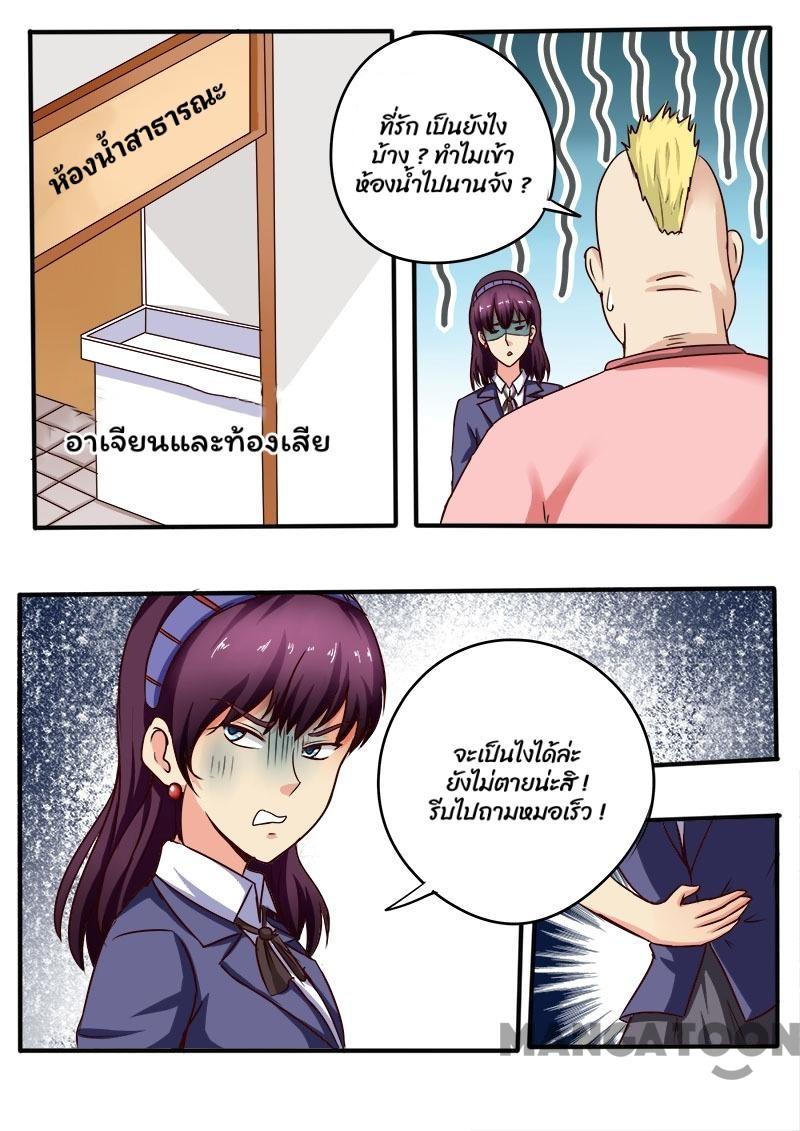 ห้องน้ำสาธารณะ
อาเจียนและท้องเสีย
ที่รัก เป็นยังไง
บ้าง ? ทำไมเข้า
ห้องน้ำไปนานจัง ?
จะเป็นไงได้ล่ะ
ยังไม่ตายน่ะสิ !
รีบไปถามหมอเร็ว !
MANGATOON